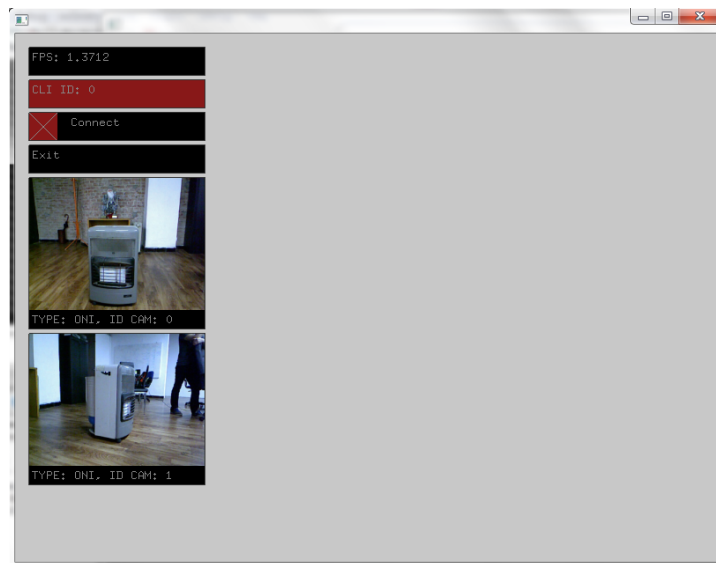 FPS: 1.3712
CLI ID: 0
Connect
Exit
TYPE: ONI, ID CAM: 0
TYPE: ONI, ID CAM: 1